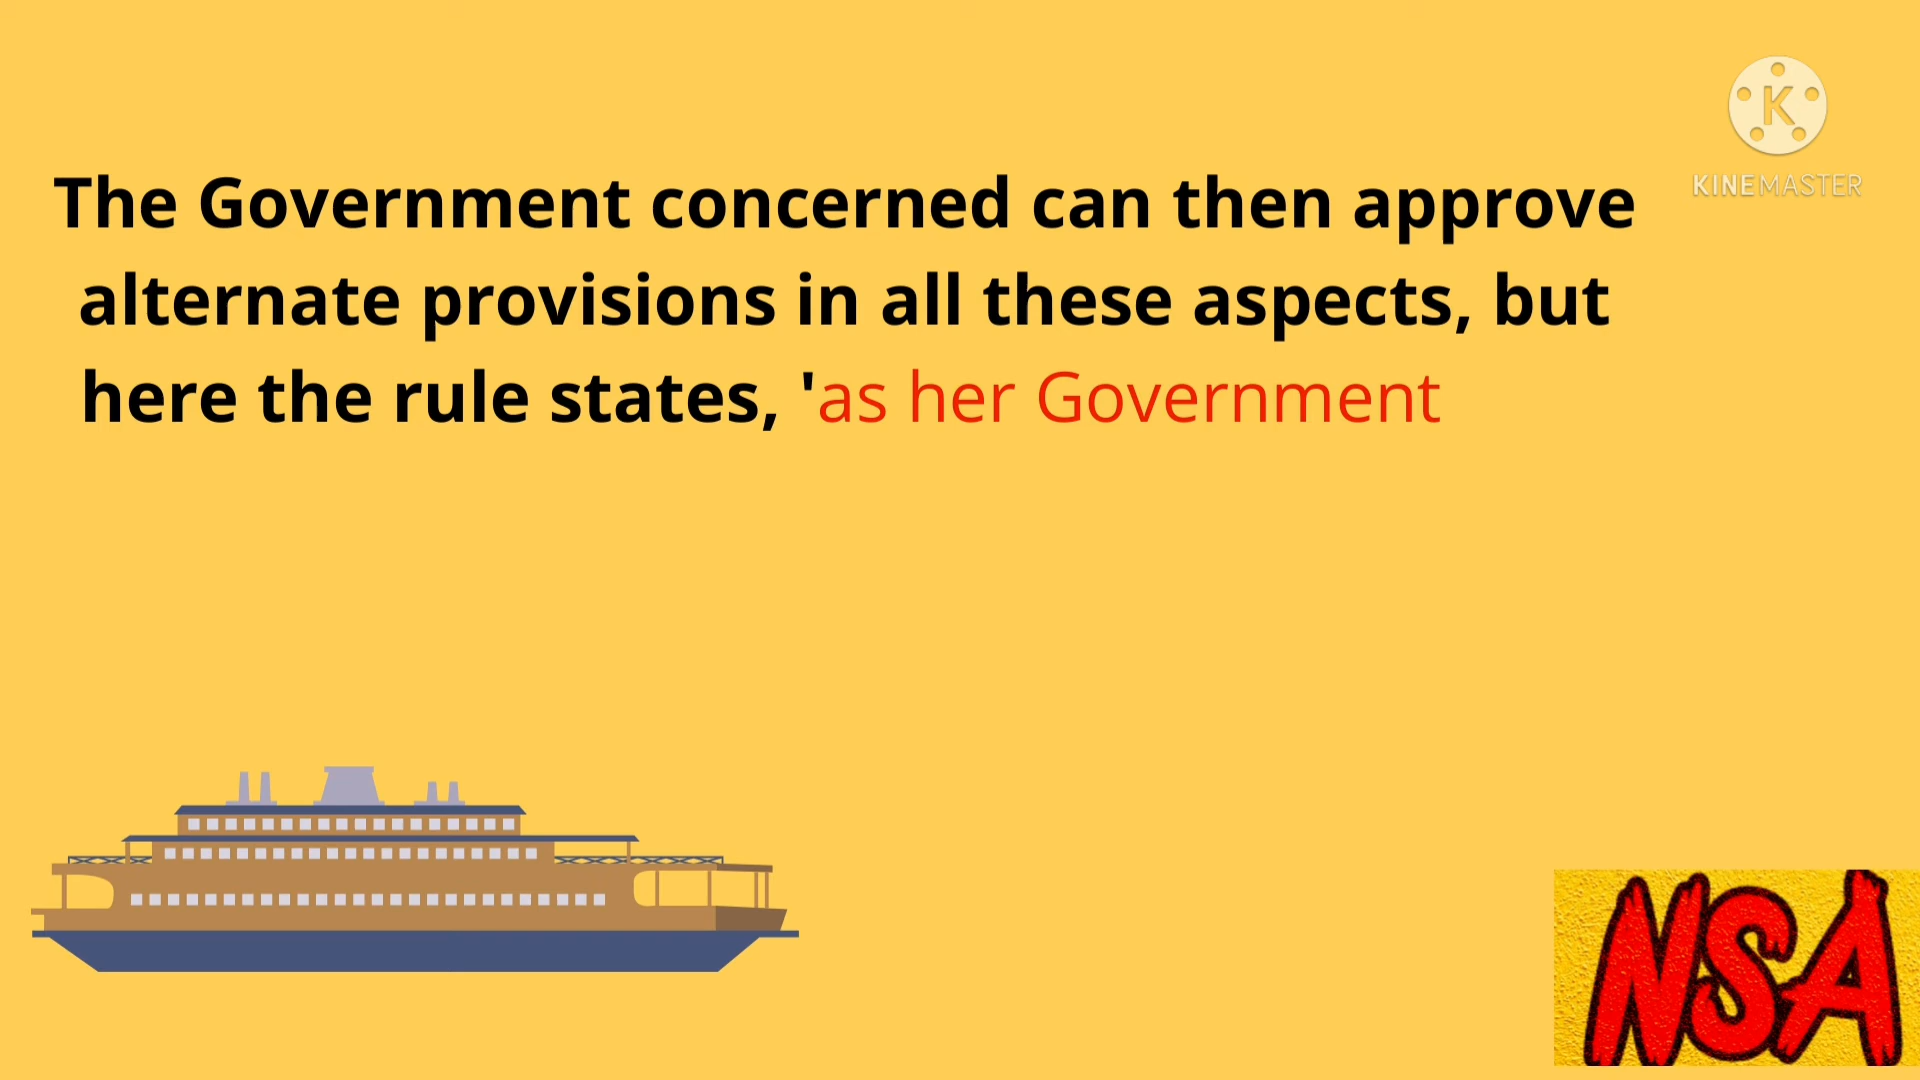 K
KINEMASTER
The Government concerned can then approve
alternate provisions in all these aspects, but
here the rule states, 'as her Government
NSA